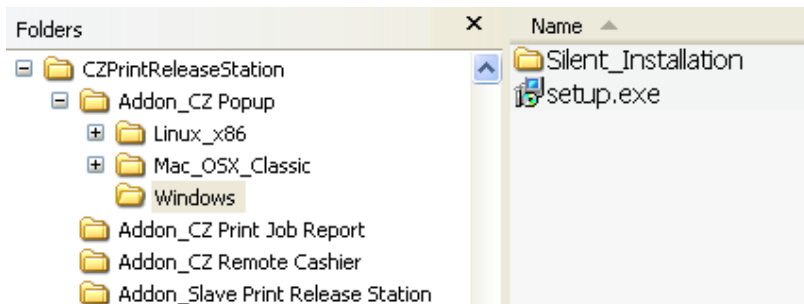 Folders
CZPrintReleaseStation
Addon_CZ Popup
Linux_x86
Mac_OSX_Classic
Windows
Addon_CZ Print Job Report
Addon_CZ Remote Cashier
Addon_Slave Print Release Station
Name
Silent_Installation
setup.exe